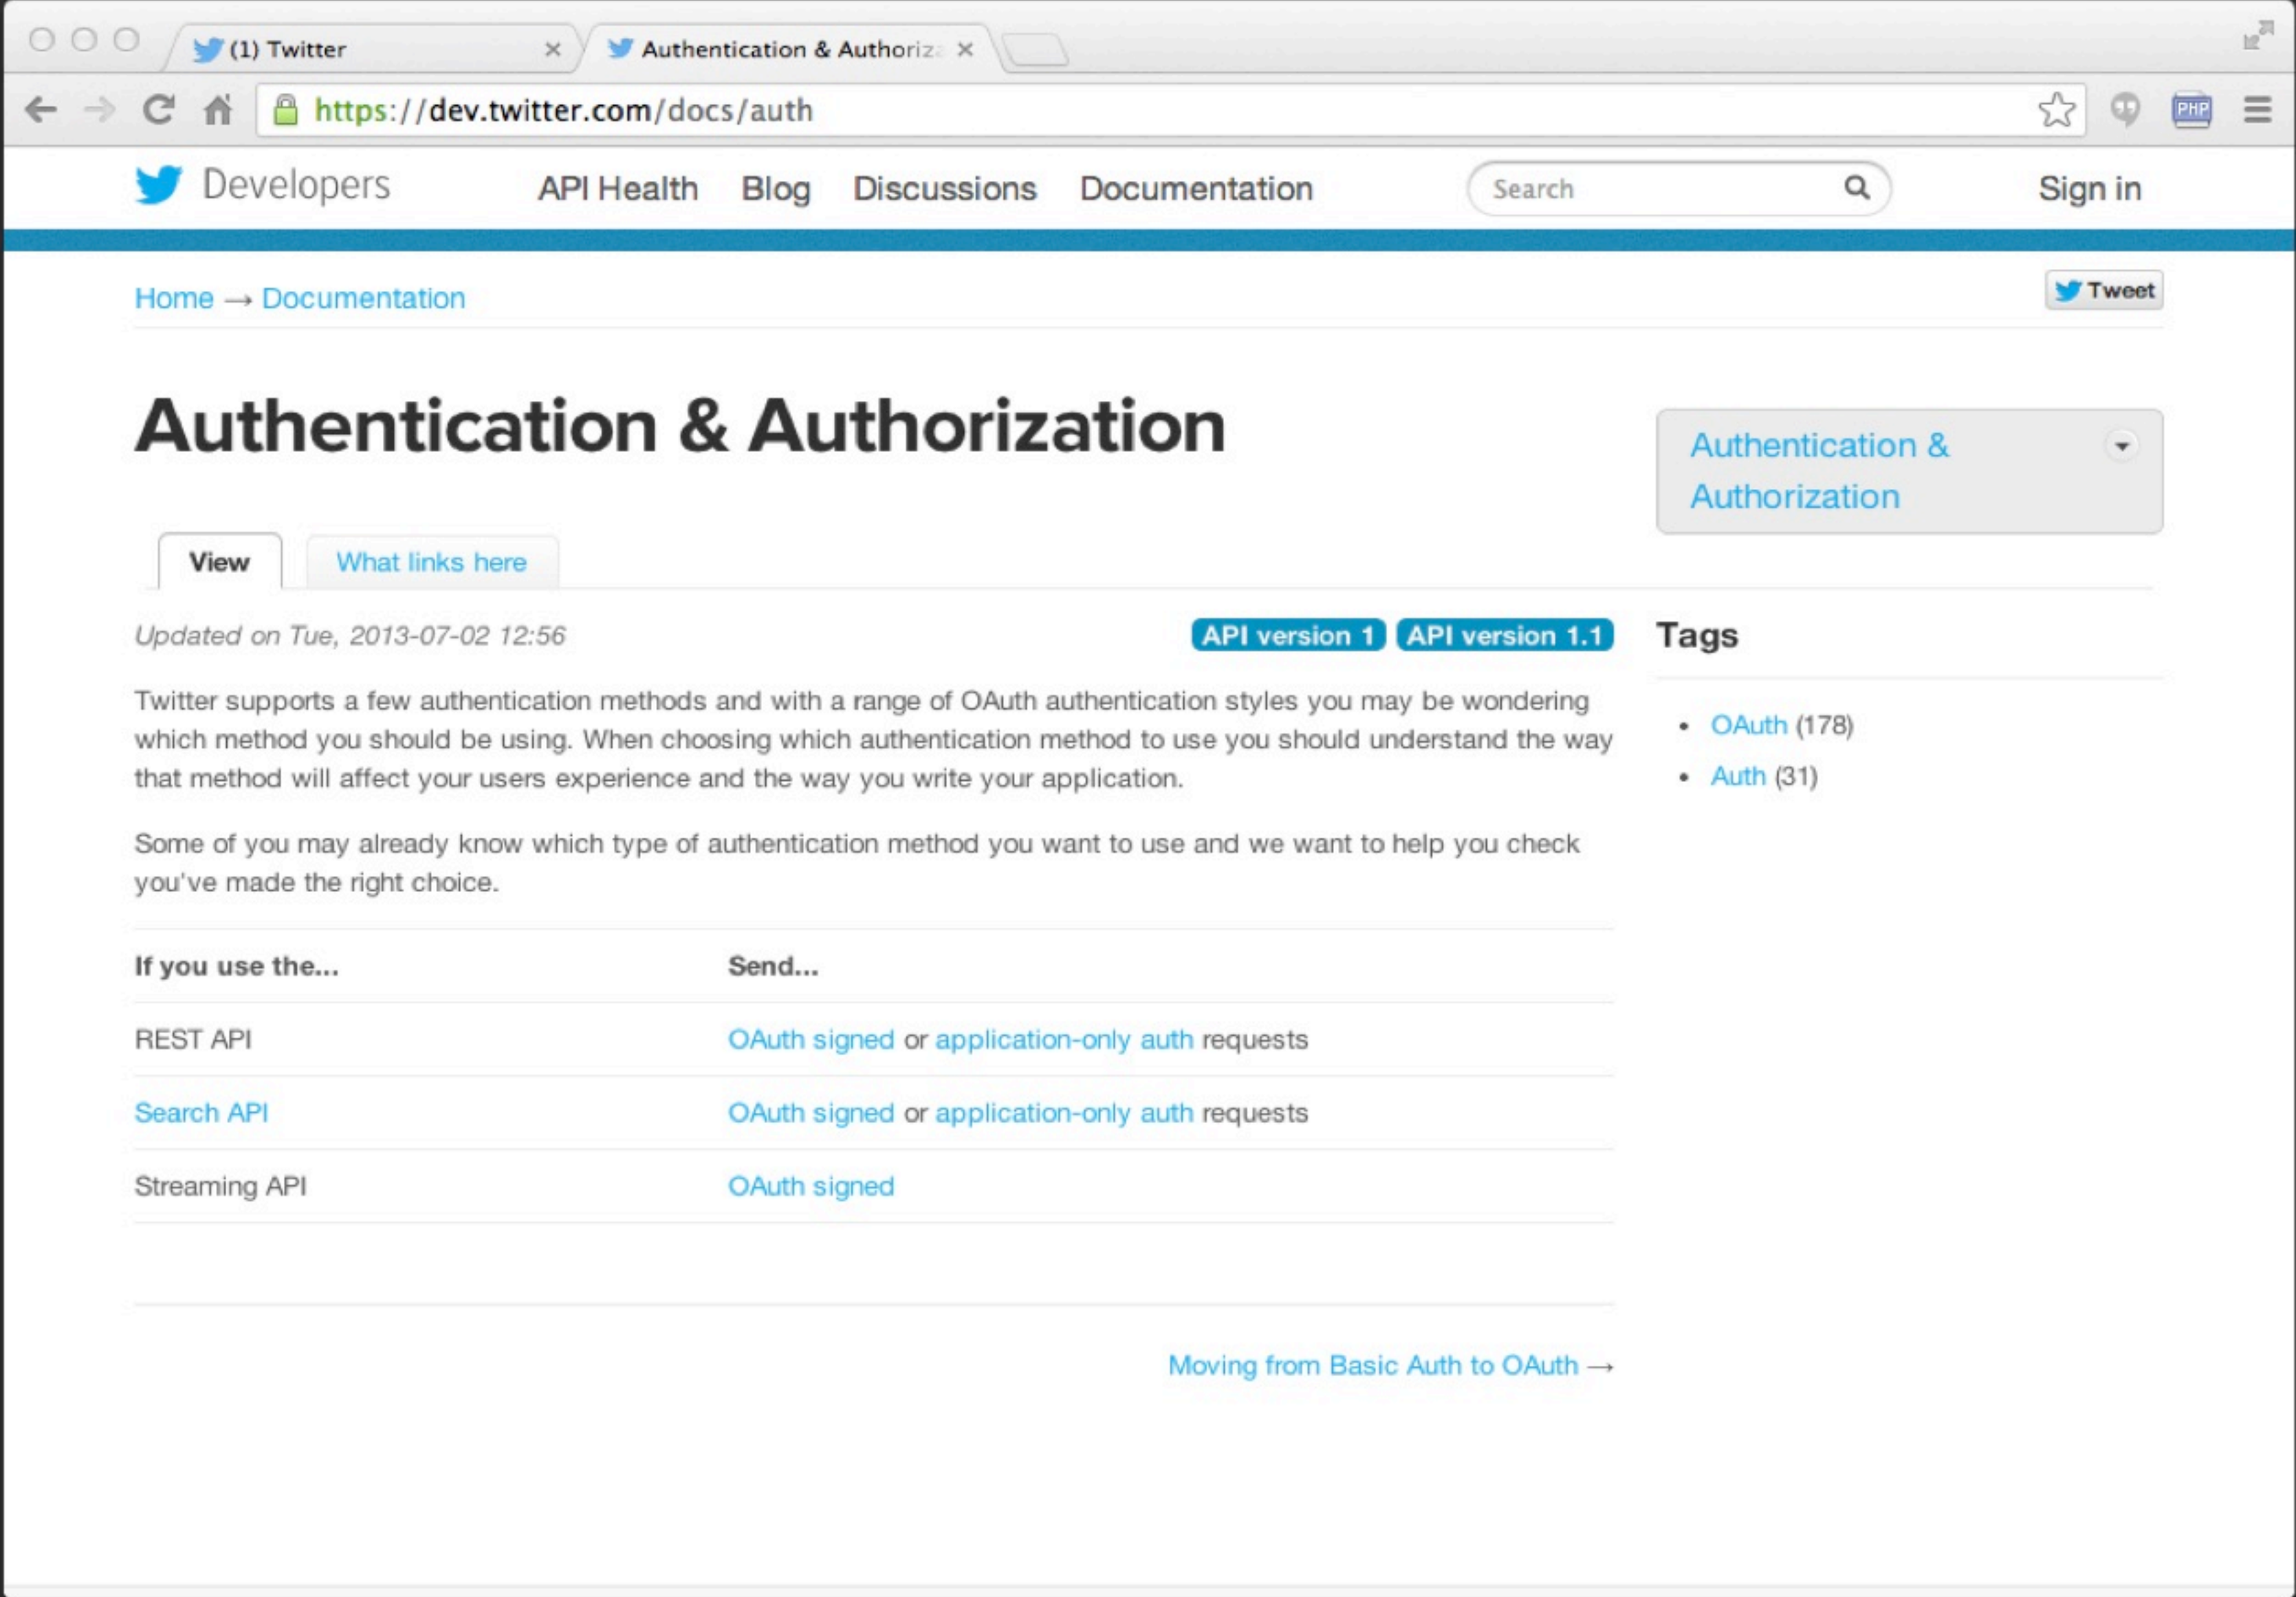 (1) Twitter
Authentication & Authoriz
https://dev.twitter.com/docs/auth
PHP
Developers API Health Blog Discussions Documentation Search Sign in
Home → Documentation
Tweet
Authentication & Authorization
Authentication &
Authorization
View What links here
Updated on Tue, 2013-07-02 12:56 API version 1 API version 1.1
Twitter supports a few authentication methods and with a range of OAuth authentication styles you may be wondering
which method you should be using. When choosing which authentication method to use you should understand the way
that method will affect your users experience and the way you write your application.
Some of you may already know which type of authentication method you want to use and we want to help you check
you've made the right choice.
If you use the... Send...
REST API OAuth signed or application-only auth requests
Search API OAuth signed or application-only auth requests
Streaming API OAuth signed
Moving from Basic Auth to OAuth →
Tags
• OAuth (178)
• Auth (31)